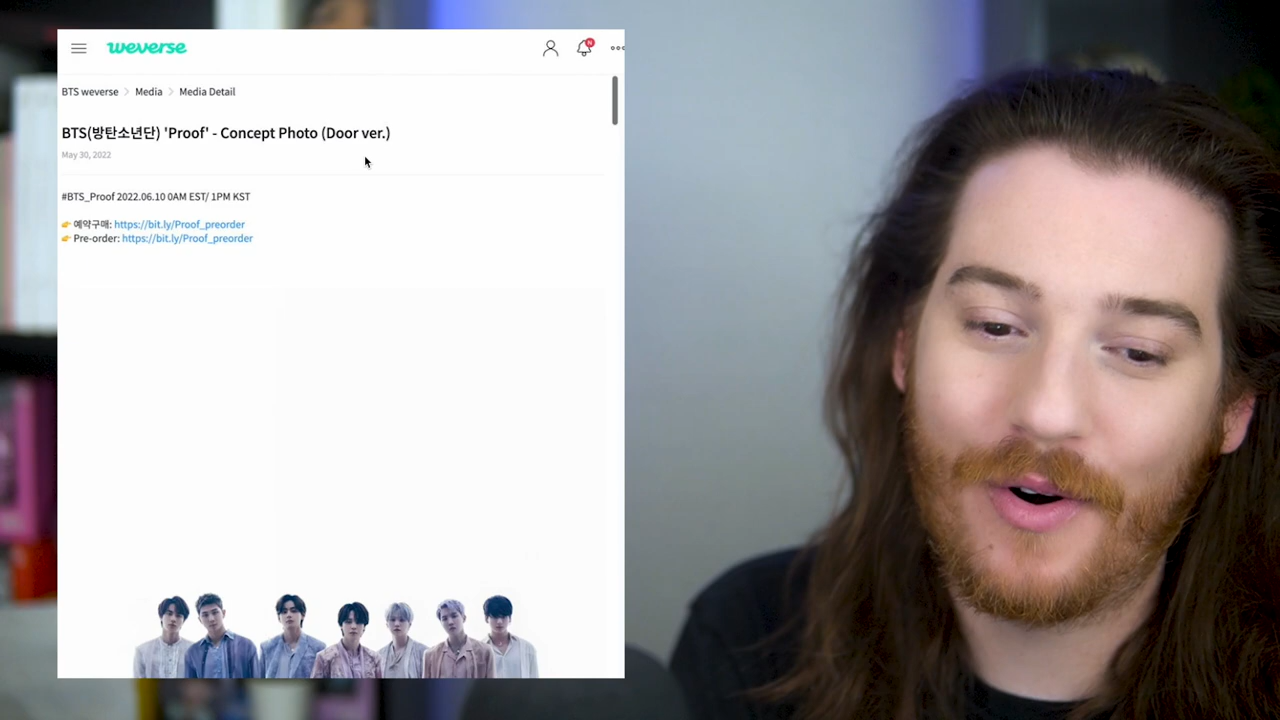 weverse
N
BTS weverse > Media > Media Detail
BTS(방탄소년단) 'Proof' - Concept Photo (Door ver.)
May 30, 2022
#BTS_Proof 2022.06.10 0AM EST/ 1PM KST
👉 예약구매: https://bit.ly/Proof_preorder
👉 Pre-order: https://bit.ly/Proof_preorder